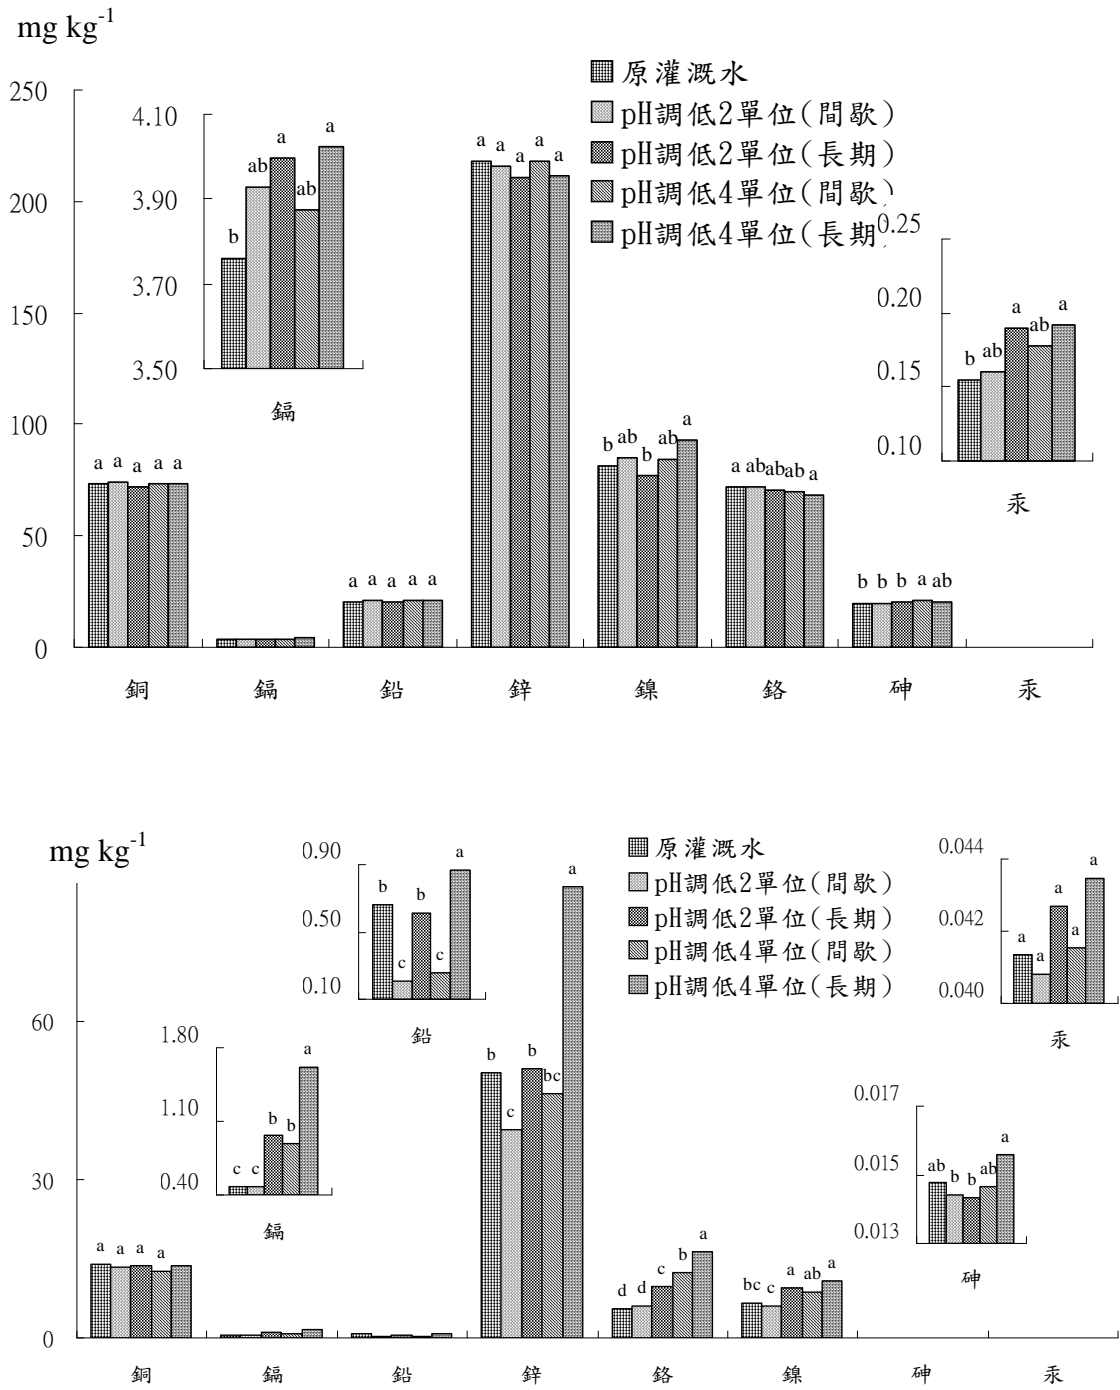 mg kg-1
原灌溉水
pH調低2單位(間歇)
pH調低2單位(長期)
pH調低4單位(間歇)
pH調低4單位(長期)
250
200
150
100
50
0
4.10
3.90
3.70
3.50
b ab a ab a
鎘
0.25
0.20
0.15
0.10
b ab a ab a
汞
a a a a a
a a a a a
a a a a a
b ab b ab a
a ab ab ab a
b b b a ab
銅 鎘 鉛 鋅 鎳 鉻 砷 汞
mg kg-1
原灌溉水
pH調低2單位(間歇)
pH調低2單位(長期)
pH調低4單位(間歇)
pH調低4單位(長期)
60
30
0
0.90
0.50
0.10
b c b c a
鉛
1.80
1.10
0.40
c c b b a
鎘
0.044
0.042
0.040
a a a a a
汞
0.017
0.015
0.013
ab b b ab a
砷
a a a a
b c b bc a
d d c b a
bc c a ab a
銅 鎘 鉛 鋅 鉻 鎳 砷 汞